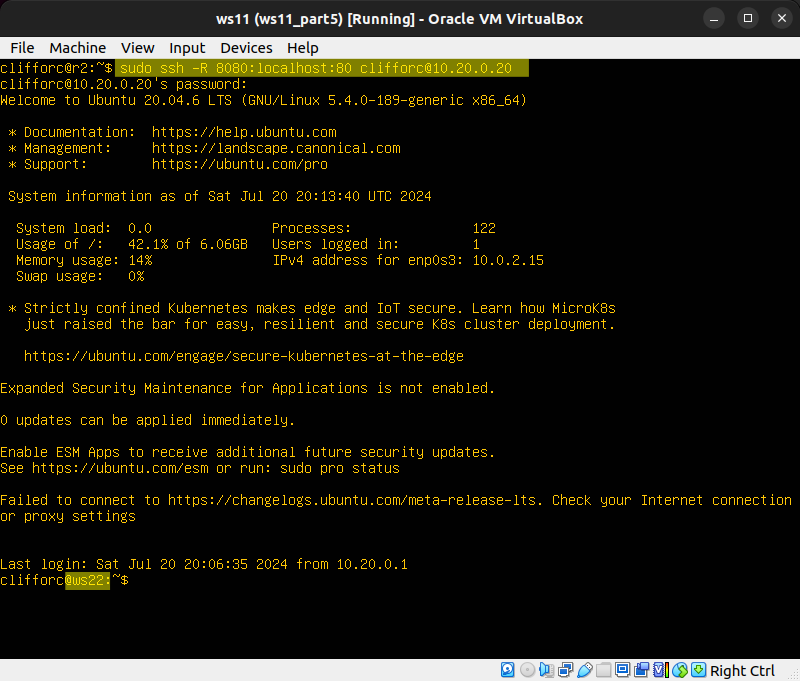 ws11 (ws11_part5) [Running] - Oracle VM VirtualBox
File Machine View Input Devices Help
clifforc@r2:~$ sudo ssh -R 8080:localhost:80 clifforc@10.20.0.20
clifforc@10.20.0.20's password:
Welcome to Ubuntu 20.04.6 LTS (GNU/Linux 5.4.0-189-generic x86_64)
* Documentation: https://help.ubuntu.com
* Management: https://landscape.canonical.com
* Support: https://ubuntu.com/pro
System information as of Sat Jul 20 20:13:40 UTC 2024
System load: 0.0 Processes: 122
Usage of /: 42.1% of 6.06GB Users logged in: 1
Memory usage: 14% IPv4 address for enp0s3: 10.0.2.15
Swap usage: 0%
* Strictly confined Kubernetes makes edge and IoT secure. Learn how MicroK8s
just raised the bar for easy, resilient and secure K8s cluster deployment.
https://ubuntu.com/engage/secure-kubernetes-at-the-edge
Expanded Security Maintenance for Applications is not enabled.
0 updates can be applied immediately.
Enable ESM Apps to receive additional future security updates.
See https://ubuntu.com/esm or run: sudo pro status
Failed to connect to https://changelogs.ubuntu.com/meta-release-lts. Check your Internet connection
or proxy settings
Last login: Sat Jul 20 20:06:35 2024 from 10.20.0.1
clifforc@ws22:~$
Right Ctrl